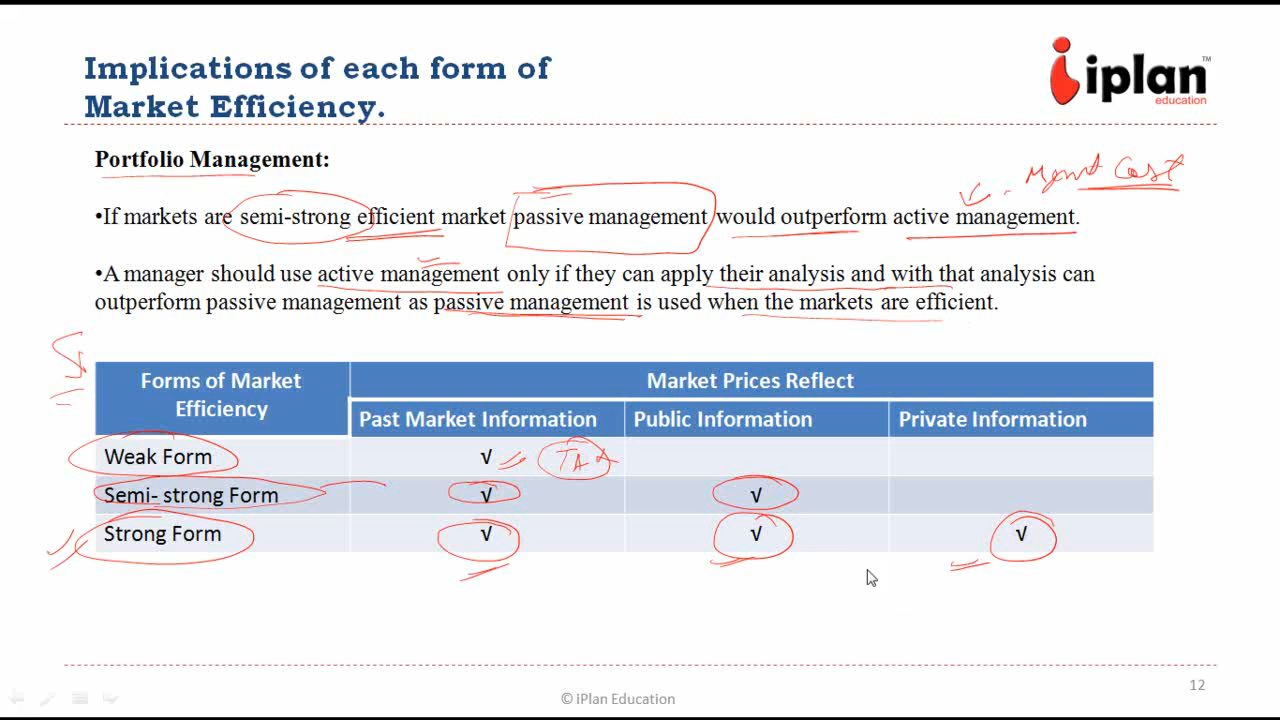 Implications of each form of
Market Efficiency.
iplan™
education
Portfolio Management:
Mgmt Cost
•If markets are semi-strong efficient market passive management would outperform active management.
•A manager should use active management only if they can apply their analysis and with that analysis can
outperform passive management as passive management is used when the markets are efficient.
Forms of Market
Efficiency
Market Prices Reflect
Past Market Information Public Information Private Information
Weak Form √ TA x
Semi- strong Form √ √
Strong Form √ √ √
© iPlan Education
12